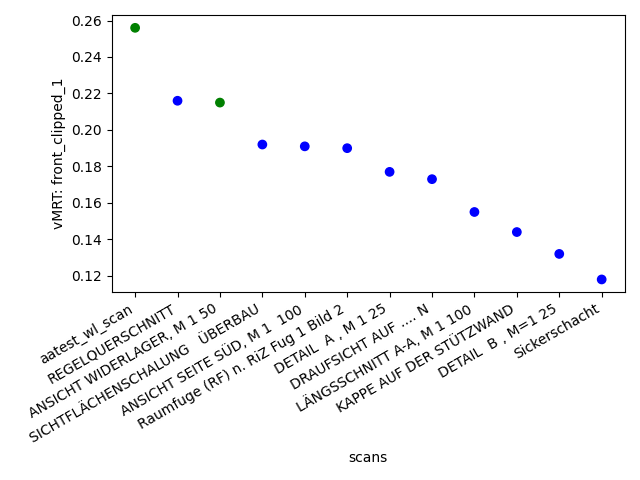 0.26
0.24
0.22
0.20
0.18
0.16
0.14
0.12
vMRT: front_clipped_1
aatest_wl_scan
REGELQUERSCHNITT
ANSICHT WIDERLAGER, M 1 50
SICHTFLÄCHENSCHALUNG   ÜBERBAU
ANSICHT SEITE SÜD, M 1  100
Raumfuge (RF) n. RiZ Fug 1 Bild 2
DETAIL  A , M 1 25
DRAUFSICHT AUF .... N
LÄNGSSCHNITT A-A, M 1 100
KAPPE AUF DER STÜTZWAND
DETAIL  B , M=1 25
Sickerschacht
scans